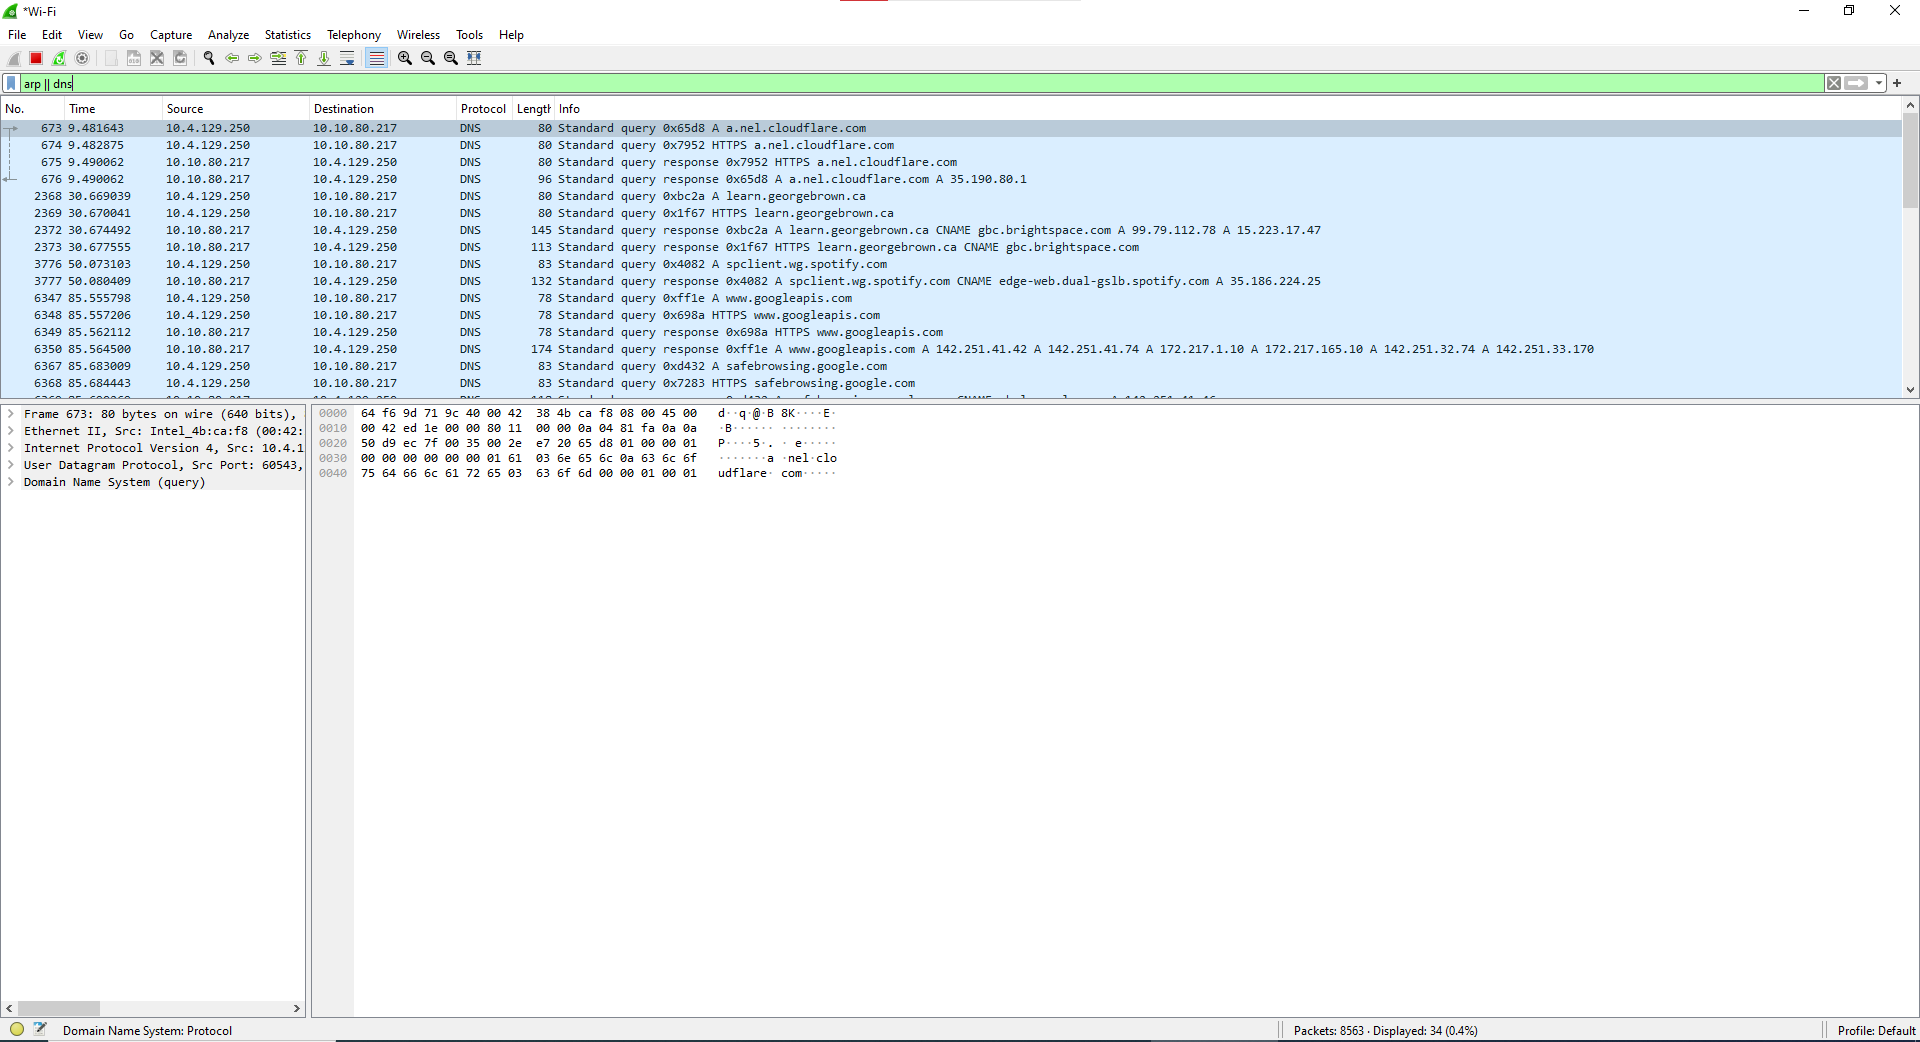 *Wi-Fi
File Edit View Go Capture Analyze Statistics Telephony Wireless Tools Help
arp || dns
No. Time Source Destination Protocol Length Info
673 9.481643 10.4.129.250 10.10.80.217 DNS 80 Standard query 0x65d8 A a.nel.cloudflare.com
674 9.482875 10.4.129.250 10.10.80.217 DNS 80 Standard query 0x7952 HTTPS a.nel.cloudflare.com
675 9.490062 10.10.80.217 10.4.129.250 DNS 80 Standard query response 0x7952 HTTPS a.nel.cloudflare.com
676 9.490062 10.10.80.217 10.4.129.250 DNS 96 Standard query response 0x65d8 A a.nel.cloudflare.com A 35.190.80.1
2368 30.669039 10.4.129.250 10.10.80.217 DNS 80 Standard query 0xbc2a A learn.georgebrown.ca
2369 30.670041 10.4.129.250 10.10.80.217 DNS 80 Standard query 0x1f67 HTTPS learn.georgebrown.ca
2372 30.674492 10.10.80.217 10.4.129.250 DNS 145 Standard query response 0xbc2a A learn.georgebrown.ca CNAME gbc.brightspace.com A 99.79.112.78 A 15.223.17.47
2373 30.677555 10.10.80.217 10.4.129.250 DNS 113 Standard query response 0x1f67 HTTPS learn.georgebrown.ca CNAME gbc.brightspace.com
3776 50.073103 10.4.129.250 10.10.80.217 DNS 83 Standard query 0x4082 A spclient.wg.spotify.com
3777 50.080409 10.10.80.217 10.4.129.250 DNS 132 Standard query response 0x4082 A spclient.wg.spotify.com CNAME edge-web.dual-gslb.spotify.com A 35.186.224.25
6347 85.555798 10.4.129.250 10.10.80.217 DNS 78 Standard query 0xff1e A www.googleapis.com
6348 85.557206 10.4.129.250 10.10.80.217 DNS 78 Standard query 0x698a HTTPS www.googleapis.com
6349 85.562112 10.10.80.217 10.4.129.250 DNS 78 Standard query response 0x698a HTTPS www.googleapis.com
6350 85.564500 10.10.80.217 10.4.129.250 DNS 174 Standard query response 0xff1e A www.googleapis.com A 142.251.41.42 A 142.251.41.74 A 172.217.1.10 A 172.217.165.10 A 142.251.32.74 A 142.251.33.170
6367 85.683009 10.4.129.250 10.10.80.217 DNS 83 Standard query 0xd432 A safebrowsing.google.com
6368 85.684443 10.4.129.250 10.10.80.217 DNS 83 Standard query 0x7283 HTTPS safebrowsing.google.com
Frame 673: 80 bytes on wire (640 bits),
Ethernet II, Src: Intel_4b:ca:f8 (00:42:
Internet Protocol Version 4, Src: 10.4.1
User Datagram Protocol, Src Port: 60543,
Domain Name System (query)
0000 64 f6 9d 71 9c 40 00 42 38 4b ca f8 08 00 45 00 d··q·@·B 8K····E·
0010 00 42 ed 1e 00 00 80 11 00 00 0a 04 81 fa 0a 0a ·B······ ········
0020 50 d9 ec 7f 00 35 00 2e e7 20 65 d8 01 00 00 01 P····5·. · e·····
0030 00 00 00 00 00 00 01 61 03 6e 65 6c 0a 63 6c 6f ·······a ·nel·clo
0040 75 64 66 6c 61 72 65 03 63 6f 6d 00 00 01 00 01 udflare· com·····
Domain Name System: Protocol Packets: 8563 · Displayed: 34 (0.4%) Profile: Default